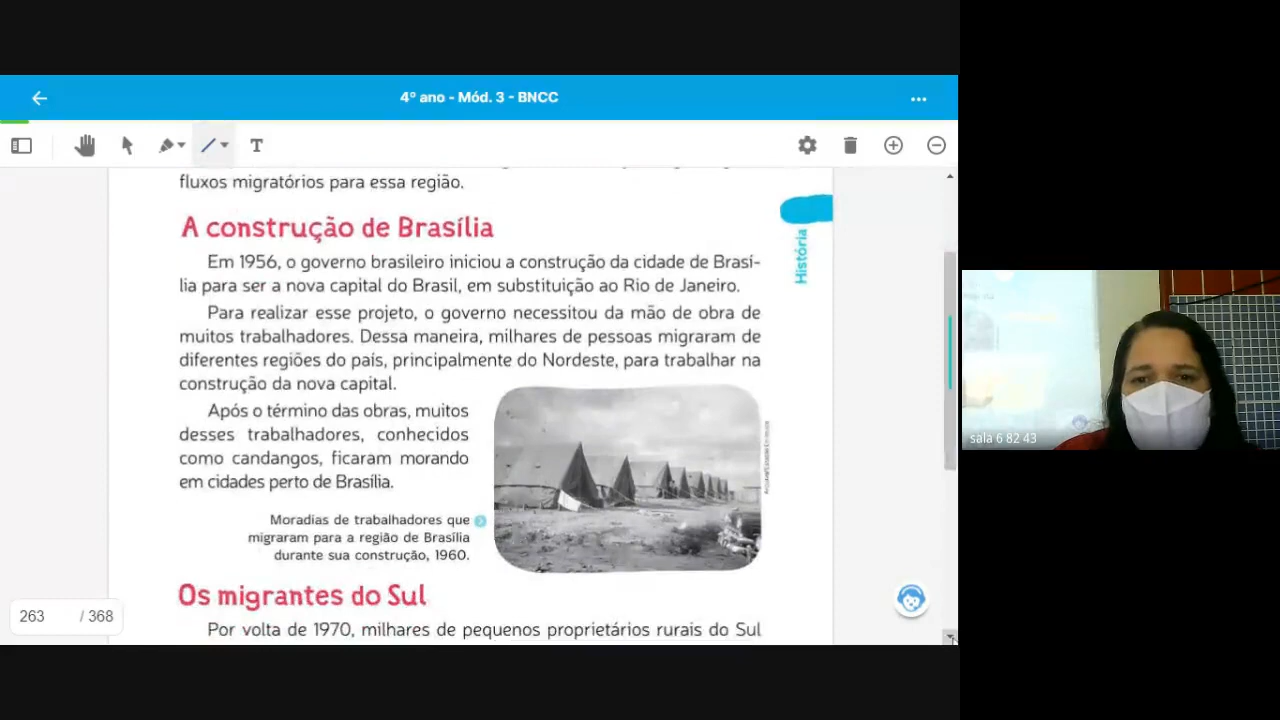 4º ano - Mód. 3 - BNCC
T
fluxos migratórios para essa região.
A construção de Brasília
Em 1956, o governo brasileiro iniciou a construção da cidade de Brasí-
lia para ser a nova capital do Brasil, em substituição ao Rio de Janeiro.
Para realizar esse projeto, o governo necessitou da mão de obra de
muitos trabalhadores. Dessa maneira, milhares de pessoas migraram de
diferentes regiões do país, principalmente do Nordeste, para trabalhar na
construção da nova capital.
Após o término das obras, muitos
desses trabalhadores, conhecidos
como candangos, ficaram morando
em cidades perto de Brasília.
Moradias de trabalhadores que
migraram para a região de Brasília
durante sua construção, 1960.
História
Os migrantes do Sul
Por volta de 1970, milhares de pequenos proprietários rurais do Sul
263 / 368
sala 6 82 43